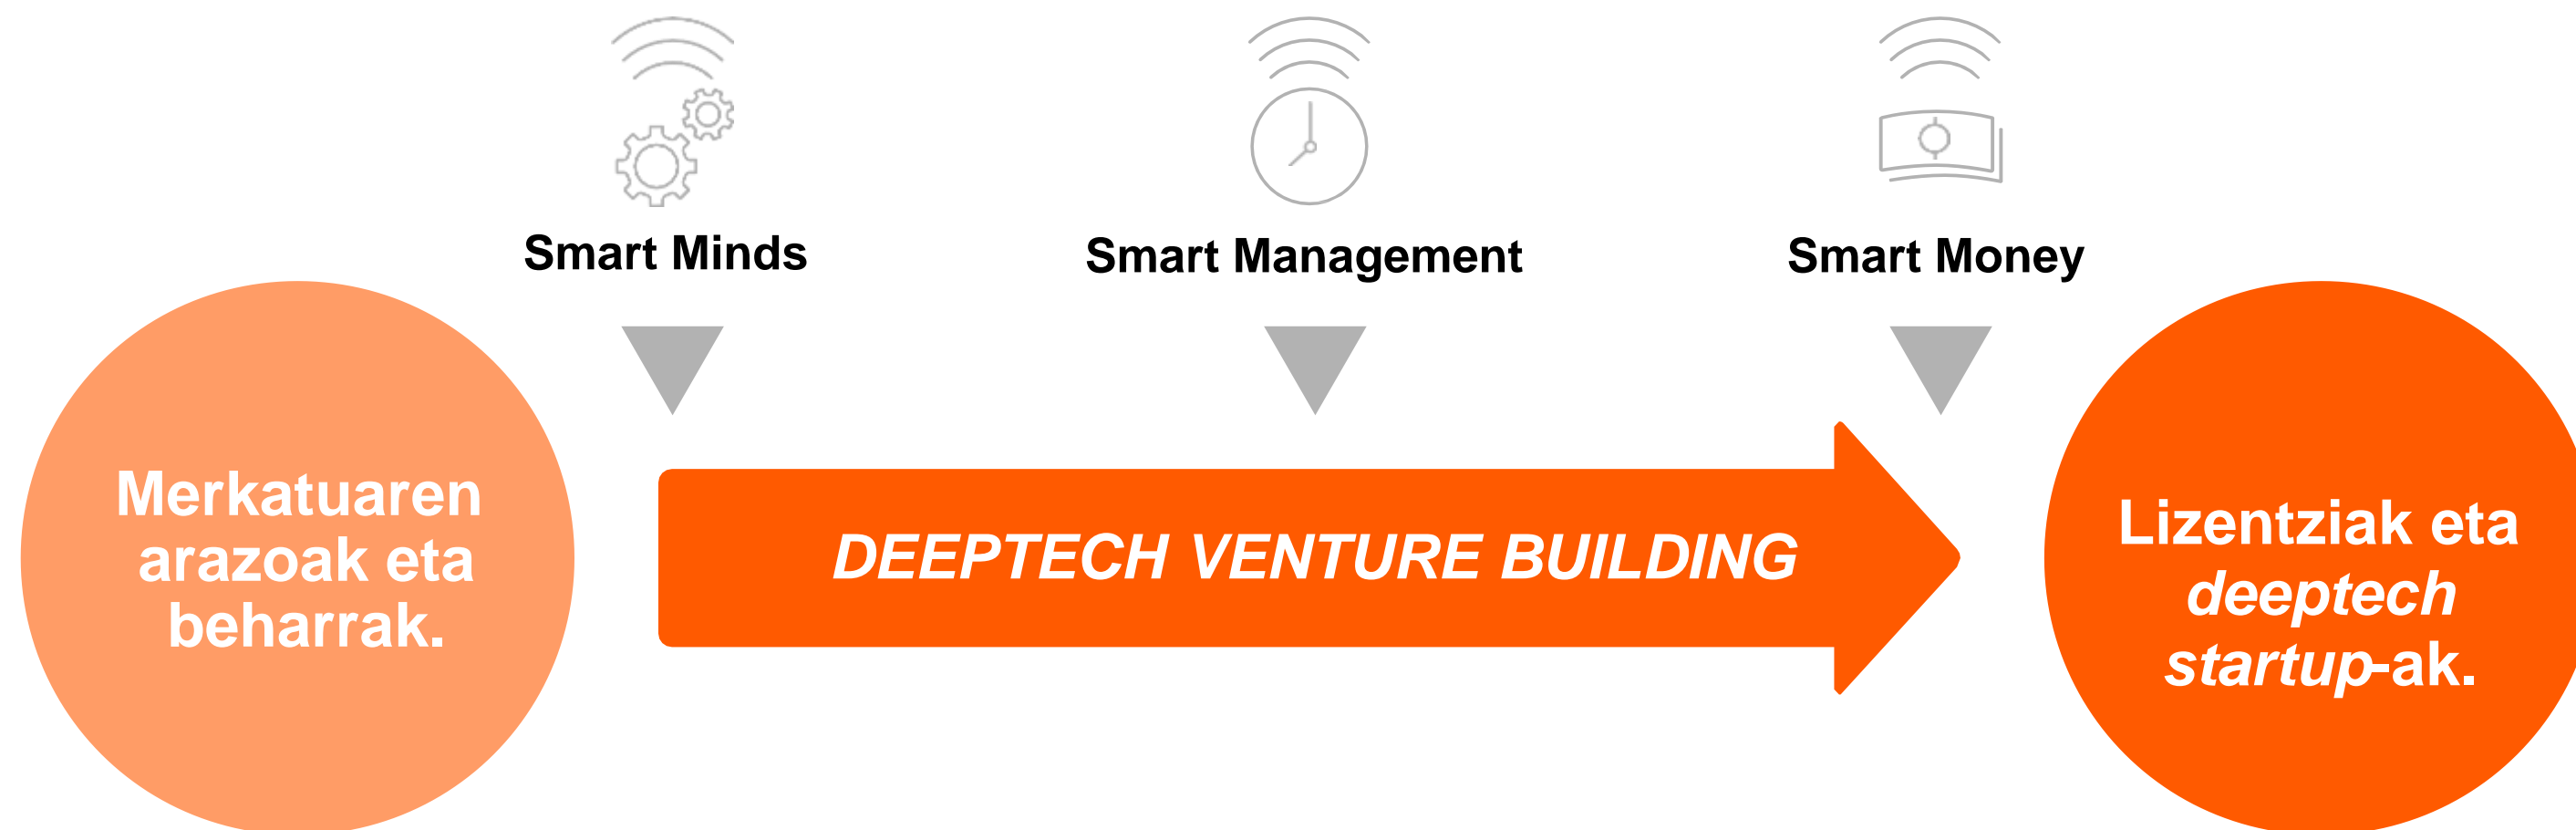 Smart Minds
Smart Management
Smart Money
Merkatuaren
arazoak eta
beharrak.
DEEPTECH VENTURE BUILDING
Lizentziak eta
deeptech
startup-ak.